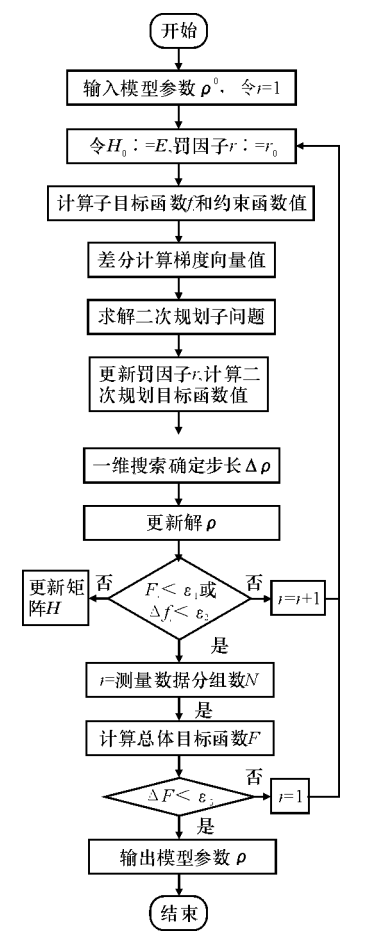 开始
输入模型参数ρ⁰, 令ı=1
令H₀:=E,罚因子r:=r₀
计算子目标函数fᵢ和约束函数值
差分计算梯度向量值
求解二次规划子问题
更新罚因子r,计算二
次规划目标函数值
一维搜索确定步长Δρ
更新解ρ
Fᵢ< ε₁或
Δfᵢ< ε₂
否
更新矩
阵H
否
ı=ı+1
是
ı=测量数据分组数N
是
计算总体目标函数F
ΔF< ε₃
否
ı=1
是
输出模型参数ρ
结束